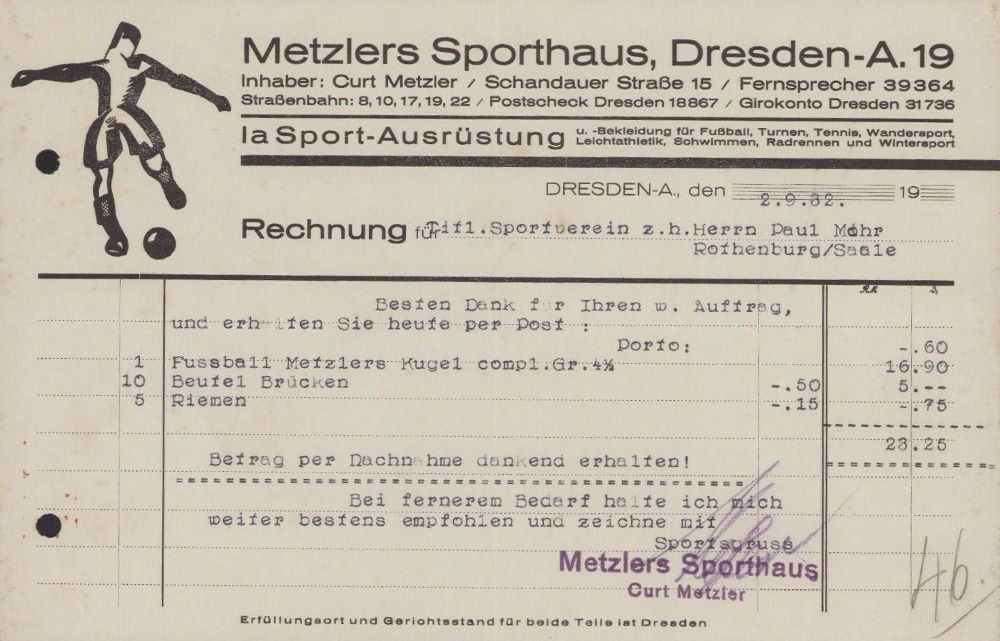 Metzlers Sporthaus, Dresden-A. 19
Inhaber: Curt Metzler / Schandauer Straße 15 / Fernsprecher 39364
Straßenbahn: 8, 10, 17, 19, 22 / Postscheck Dresden 18867 / Girokonto Dresden 31736
Ia Sport-Ausrüstung u. -Bekleidung für Fußball, Turnen, Tennis, Wandersport,
Leichtathletik, Schwimmen, Radrennen und Wintersport
DRESDEN-A., den 2.9.32. 19
Rechnung für Titl.Sportverein z.h.Herrn Paul Mohr
Rothenburg/Saale
RM
Besten Dank für Ihren w. Auftrag,
und erhalten Sie heute per Post :
Porto: -.60
1 Fussball Metzlers Kugel compl.Gr.4½ 16.90
10 Beutel Brücken -.50 5.--
5 Riemen -.15 -.75
23.25
Betrag per Nachnahme dankend erhalten!
Bei fernerem Bedarf halte ich mich
weiter bestens empfohlen und zeichne mit
Sportsgruss
Metzlers Sporthaus
Curt Metzler
46.
Erfüllungsort und Gerichtsstand für beide Teile ist Dresden